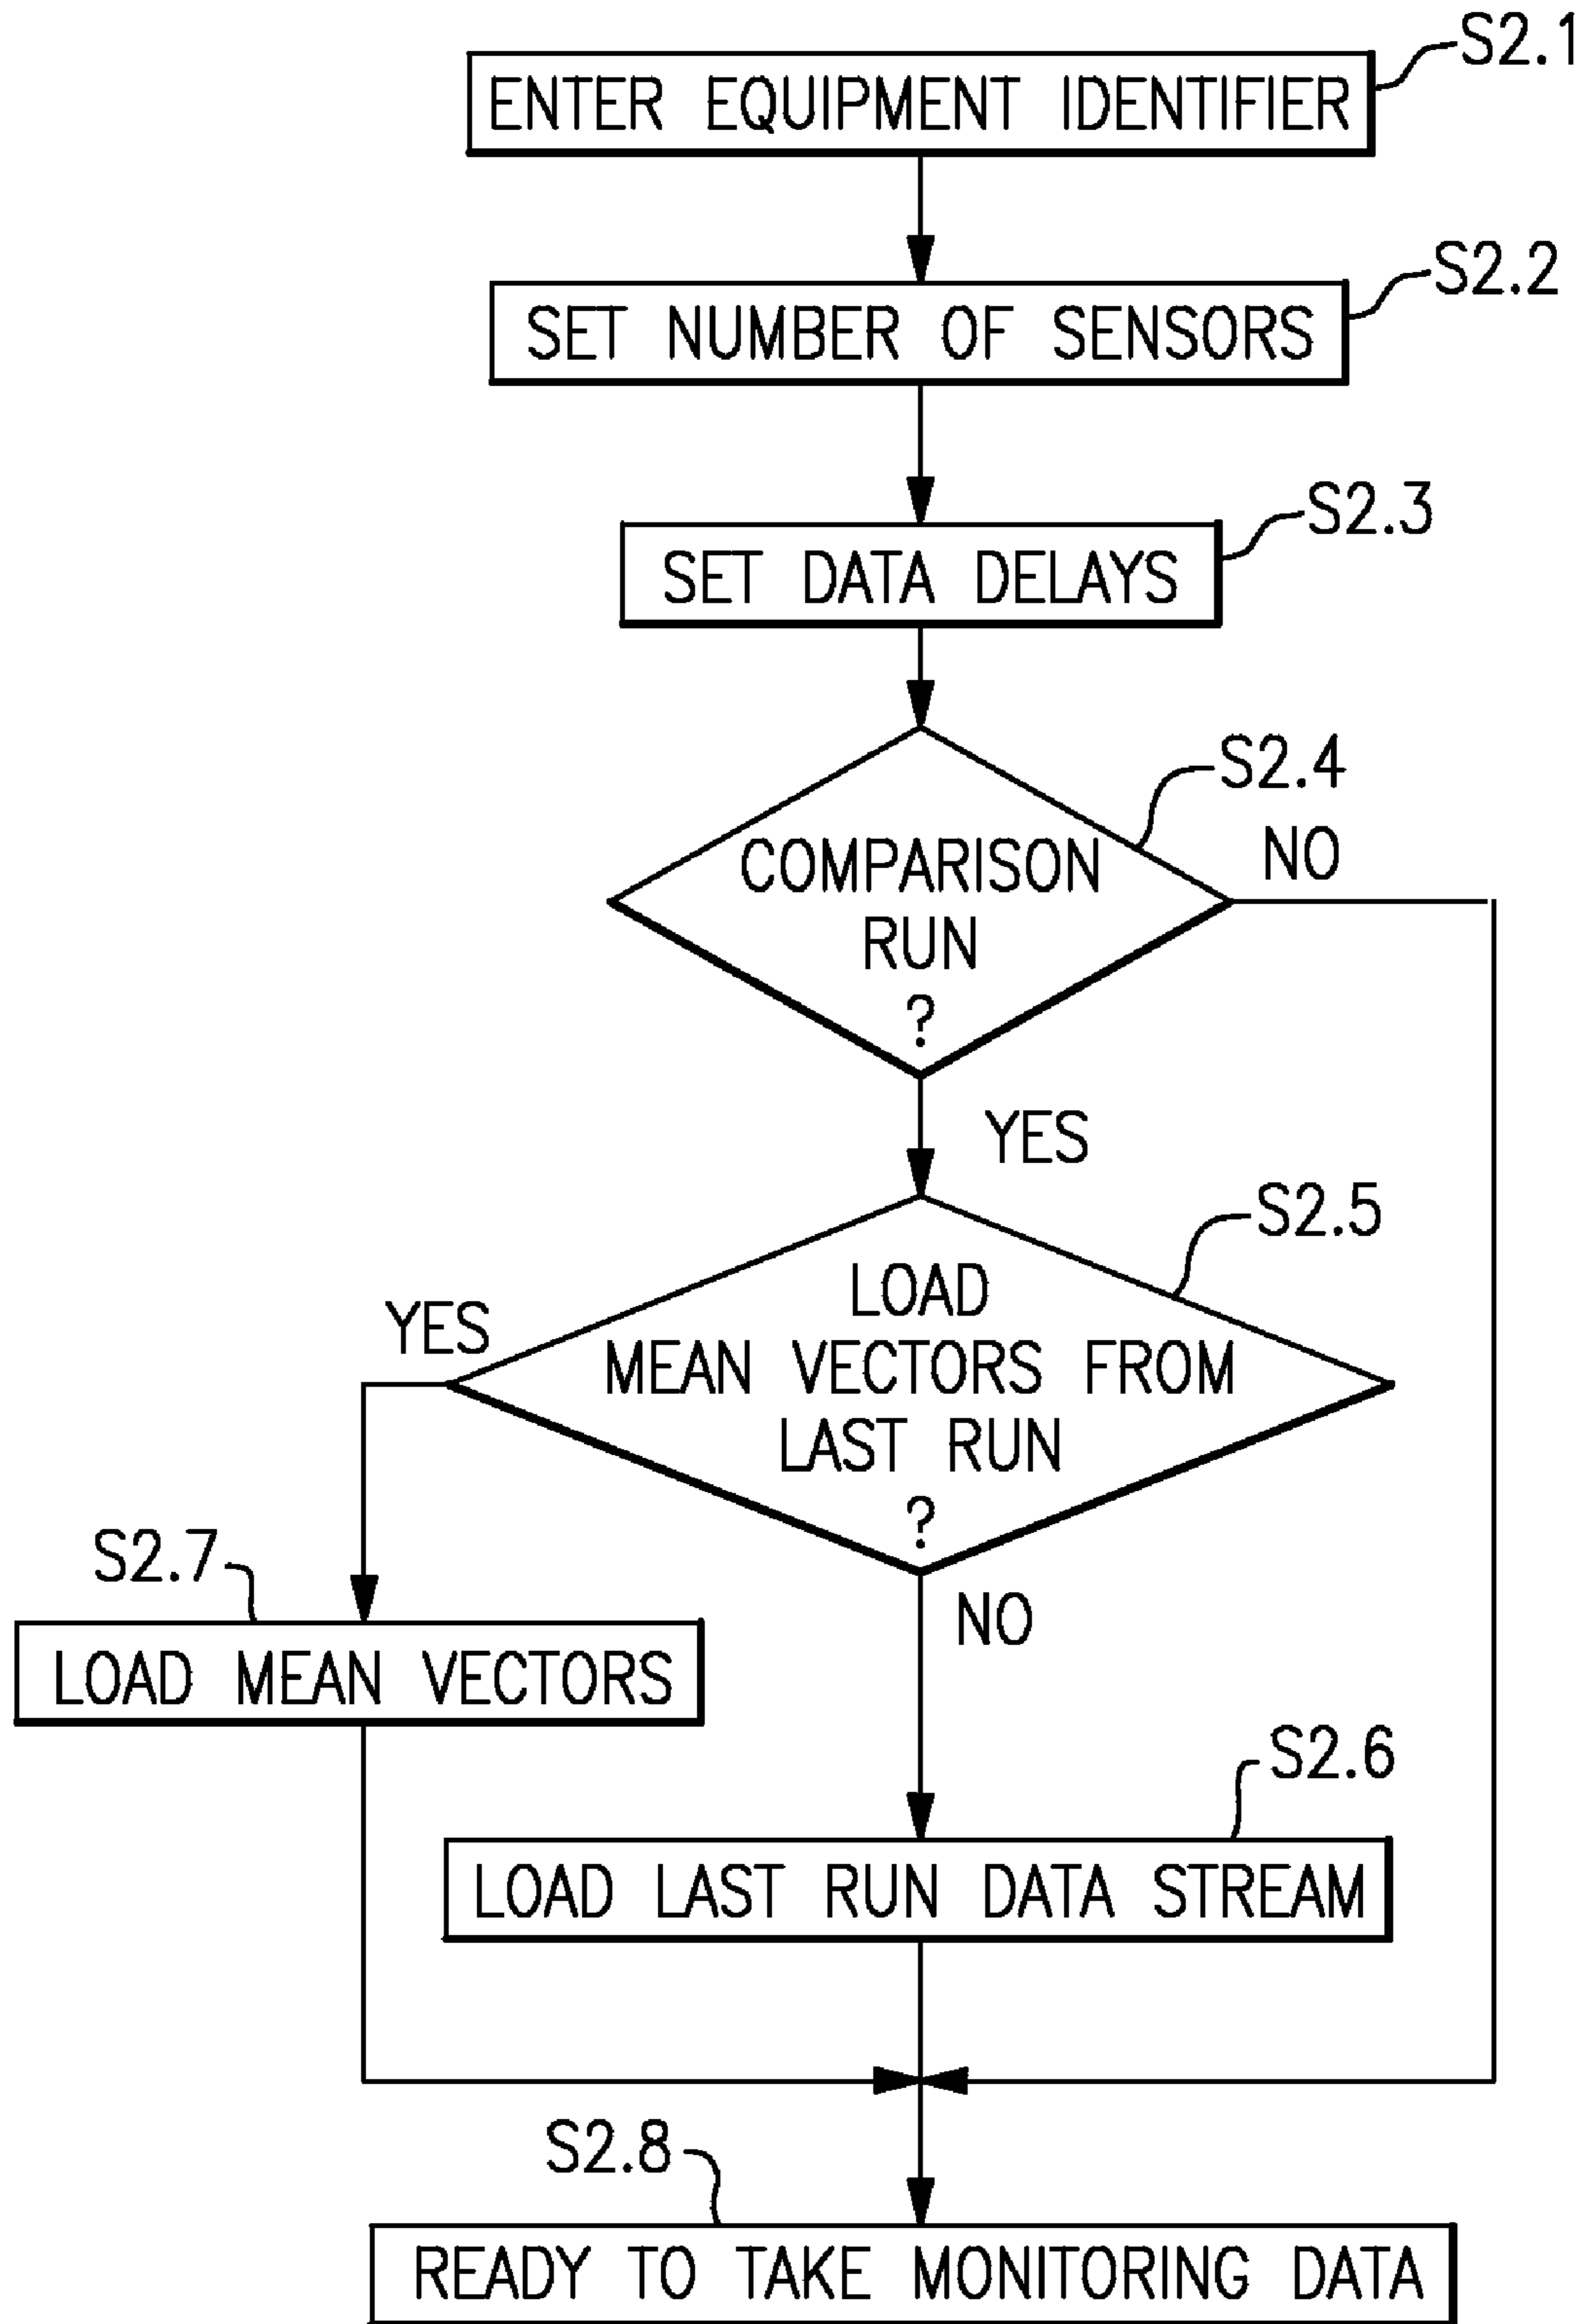 S2.1
ENTER EQUIPMENT IDENTIFIER
S2.2
SET NUMBER OF SENSORS
S2.3
SET DATA DELAYS
S2.4
NO
COMPARISON
RUN
?
YES
S2.5
LOAD
YES
MEAN VECTORS FROM
LAST RUN
?
S2.7
NO
LOAD MEAN VECTORS
S2.6
LOAD LAST RUN DATA STREAM
S2.8
READY TO TAKE MONITORING DATA